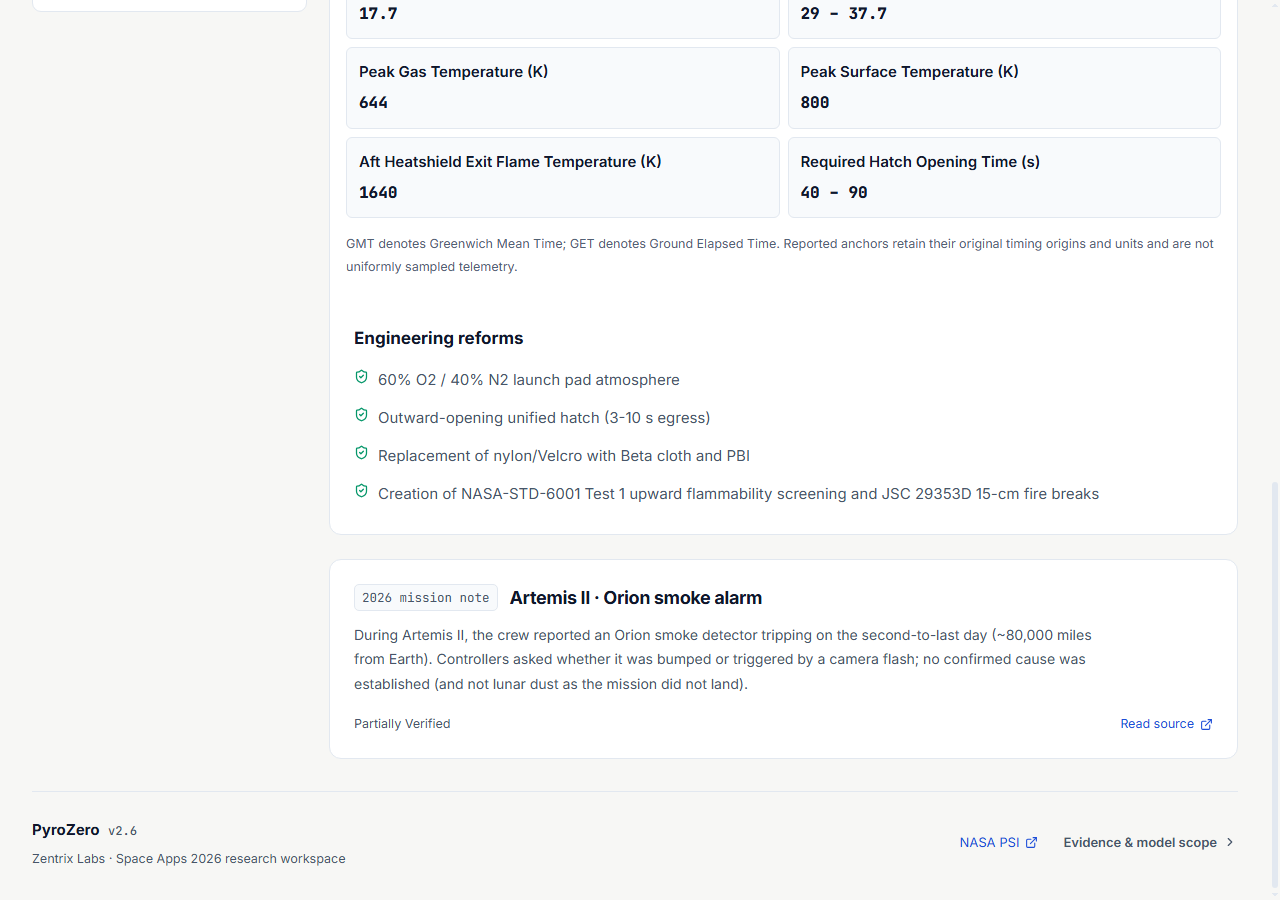 17.7
29 – 37.7
Peak Gas Temperature (K)
644
Peak Surface Temperature (K)
800
Aft Heatshield Exit Flame Temperature (K)
1640
Required Hatch Opening Time (s)
40 – 90
GMT denotes Greenwich Mean Time; GET denotes Ground Elapsed Time. Reported anchors retain their original timing origins and units and are not
uniformly sampled telemetry.
Engineering reforms
60% O2 / 40% N2 launch pad atmosphere
Outward-opening unified hatch (3-10 s egress)
Replacement of nylon/Velcro with Beta cloth and PBI
Creation of NASA-STD-6001 Test 1 upward flammability screening and JSC 29353D 15-cm fire breaks
2026 mission note
Artemis II · Orion smoke alarm
During Artemis II, the crew reported an Orion smoke detector tripping on the second-to-last day (~80,000 miles
from Earth). Controllers asked whether it was bumped or triggered by a camera flash; no confirmed cause was
established (and not lunar dust as the mission did not land).
Partially Verified
Read source
PyroZero v2.6
Zentrix Labs · Space Apps 2026 research workspace
NASA PSI
Evidence & model scope